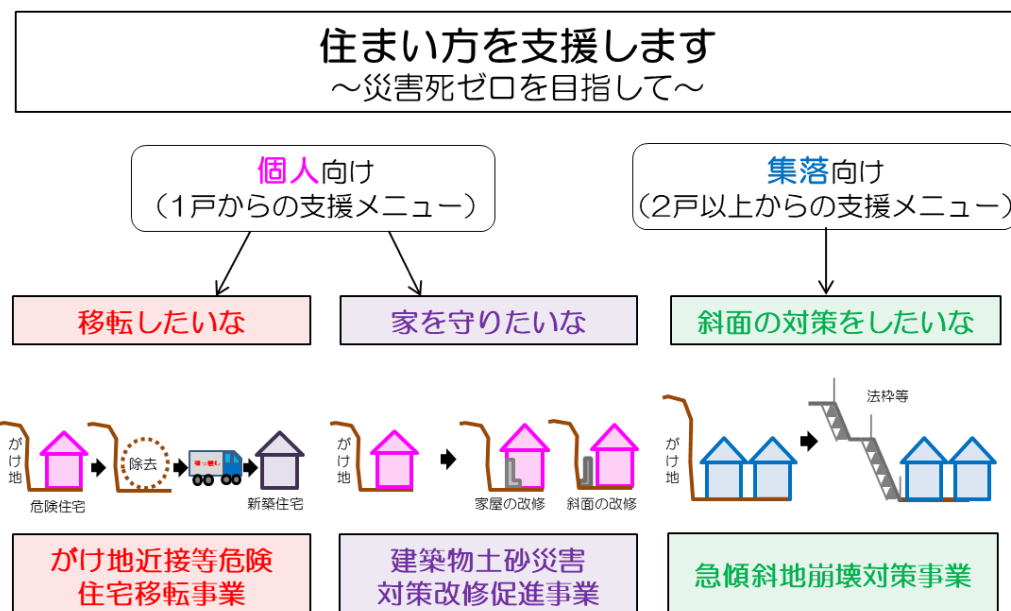 住まい方を支援します
～災害死ゼロを目指して～
個人向け
（1戸からの支援メニュー）
集落向け
（2戸以上からの支援メニュー）
移転したいな
家を守りたいな
斜面の対策をしたいな
がけ地
危険住宅
除去
引っ越し
新築住宅
がけ地
家屋の改修
斜面の改修
がけ地
法枠等
がけ地近接等危険
住宅移転事業
建築物土砂災害
対策改修促進事業
急傾斜地崩壊対策事業